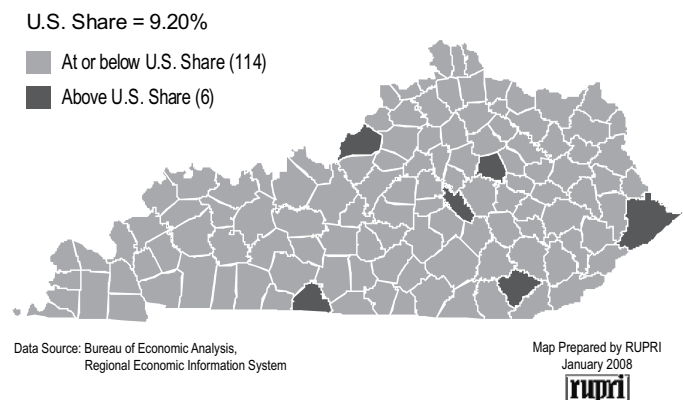 U.S. Share = 9.20%
At or below U.S. Share (114)
Above U.S. Share (6)
Data Source: Bureau of Economic Analysis,
Regional Economic Information System
Map Prepared by RUPRI
January 2008
rupri